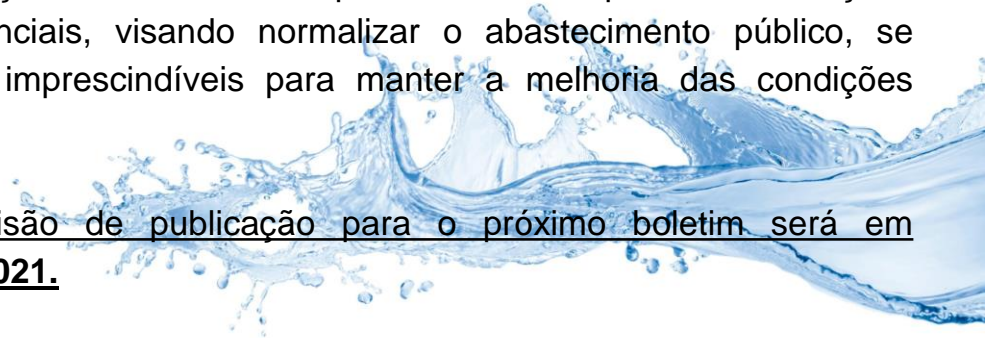 nciais, visando normalizar o abastecimento público, se
imprescindíveis para manter a melhoria das condições
isão de publicação para o próximo boletim será em
021.